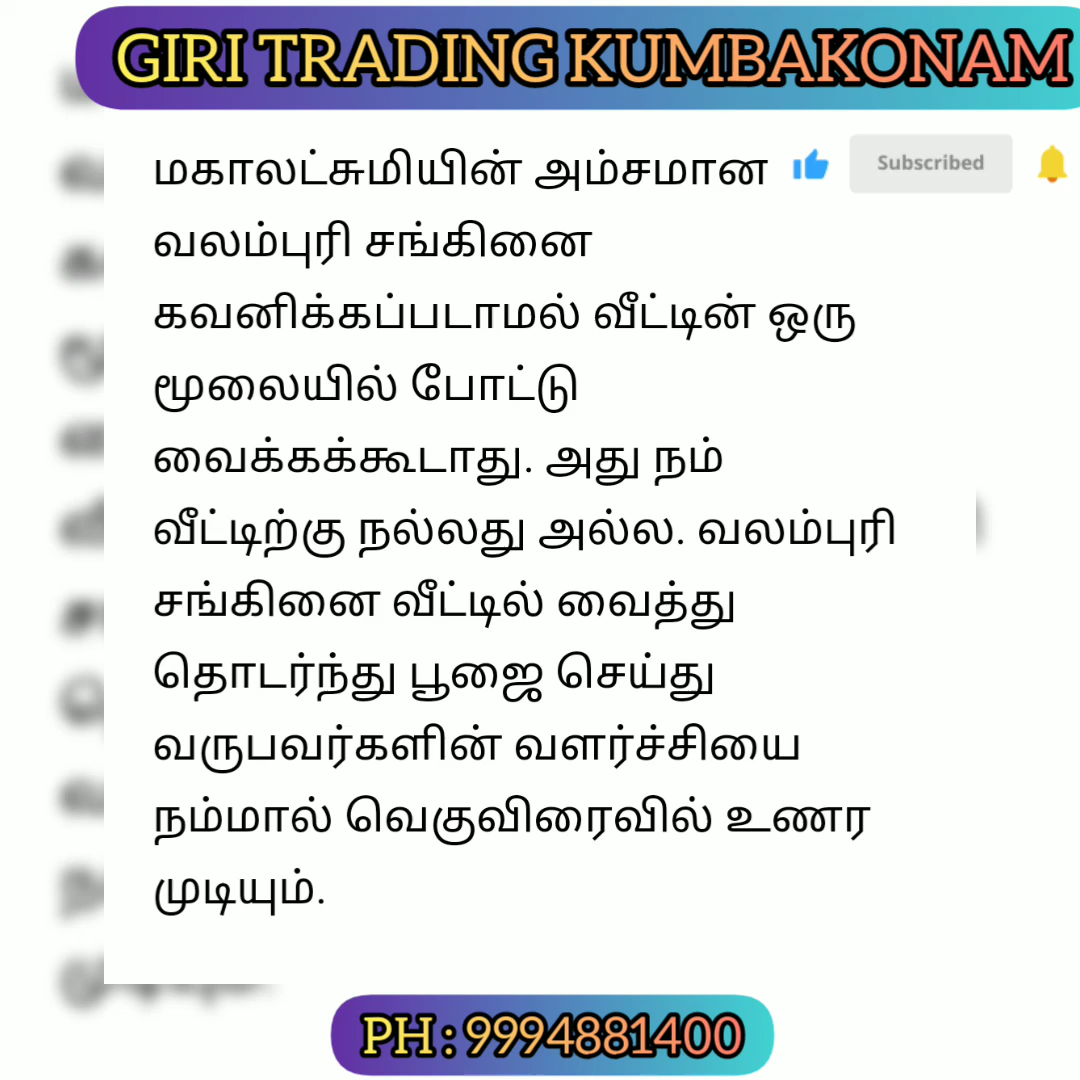 GIRI TRADING KUMBAKONAM
மகாலட்சுமியின் அம்சமான
Subscribed
வலம்புரி சங்கினை
கவனிக்கப்படாமல் வீட்டின் ஒரு
மூலையில் போட்டு
வைக்கக்கூடாது. அது நம்
வீட்டிற்கு நல்லது அல்ல. வலம்புரி
சங்கினை வீட்டில் வைத்து
தொடர்ந்து பூஜை செய்து
வருபவர்களின் வளர்ச்சியை
நம்மால் வெகுவிரைவில் உணர
முடியும்.
PH : 9994881400